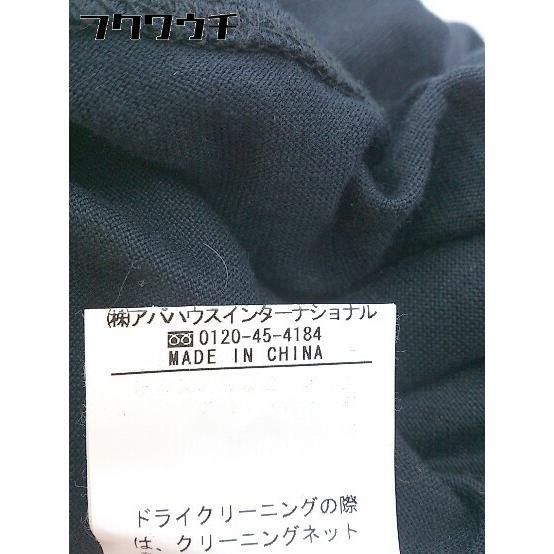 フクウクチ
(株)アバハウスインターナショナル
0120-45-4184
MADE IN CHINA
ドライクリーニングの際
は、クリーニングネット